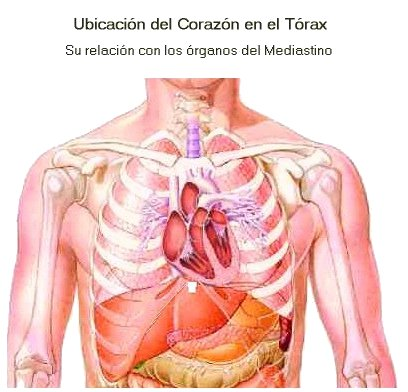 Ubicación del Corazón en el Tórax
Su relación con los órganos del Mediastino